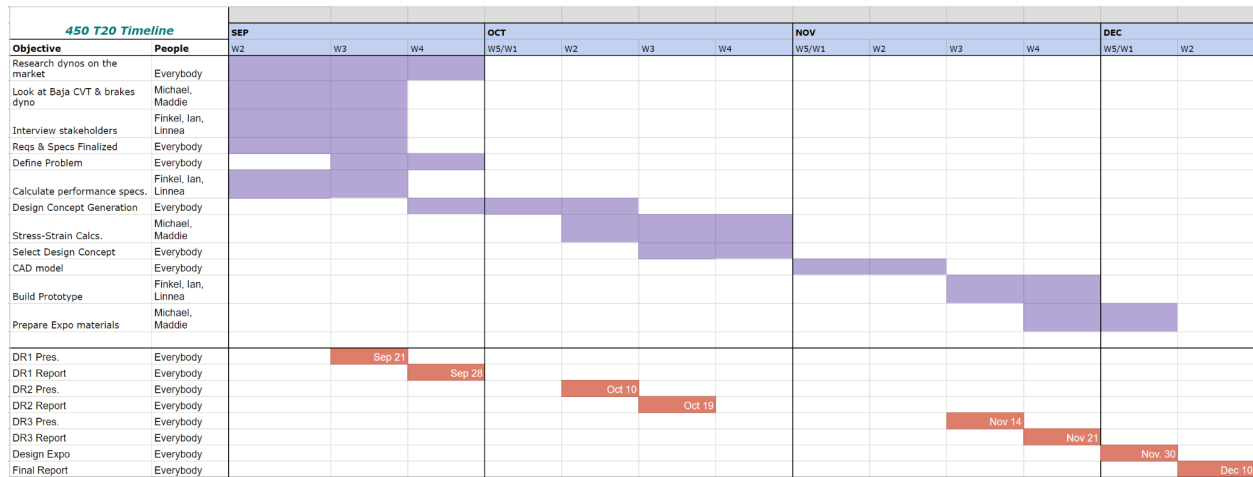 450 T20 Timeline SEP OCT NOV DEC
Objective People W2 W3 W4 W5/W1 W2 W3 W4 W5/W1 W2 W3 W4 W5/W1 W2
Research dynos on the
market Everybody
Look at Baja CVT & brakes Michael,
dyno Maddie
Finkel, Ian,
Interview stakeholders Linnea
Reqs & Specs Finalized Everybody
Define Problem Everybody
Finkel, Ian,
Calculate performance specs. Linnea
Design Concept Generation Everybody
Michael,
Stress-Strain Calcs. Maddie
Select Design Concept Everybody
CAD model Everybody
Finkel, Ian,
Build Prototype Linnea
Michael,
Prepare Expo materials Maddie
DR1 Pres. Everybody Sep 21
DR1 Report Everybody Sep 28
DR2 Pres. Everybody Oct 10
DR2 Report Everybody Oct 19
DR3 Pres. Everybody Nov 14
DR3 Report Everybody Nov 21
Design Expo Everybody Nov. 30
Final Report Everybody Dec 10